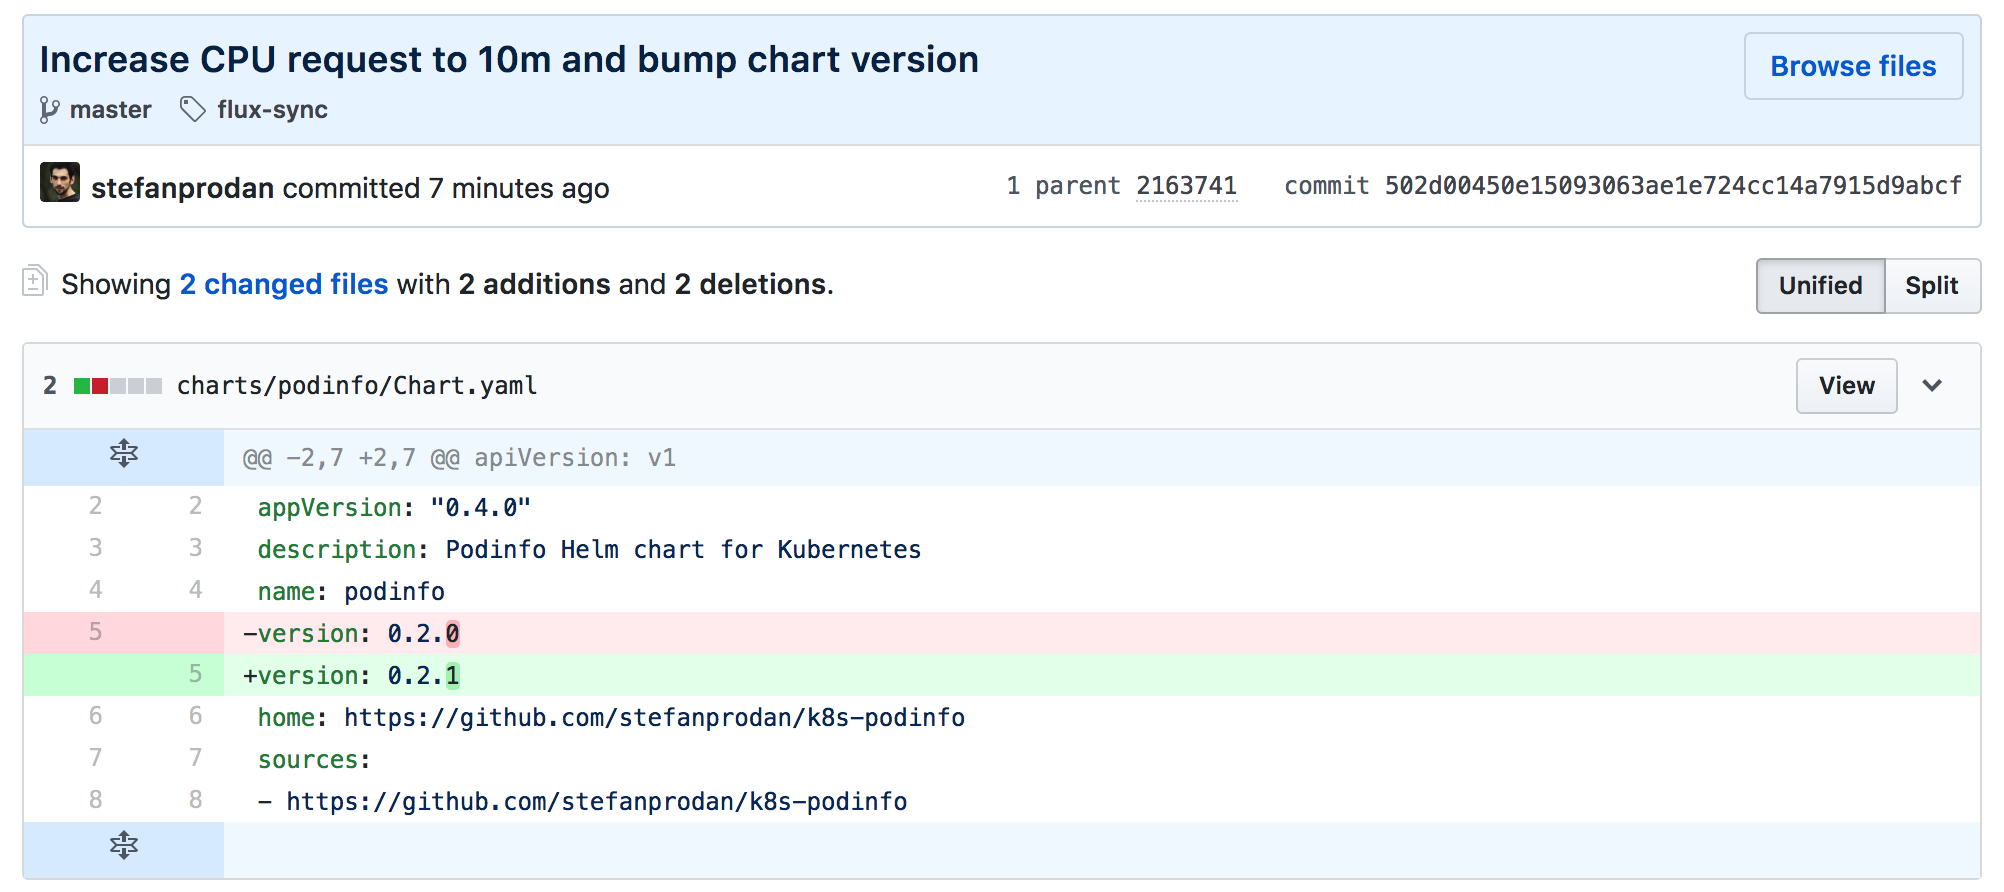 Increase CPU request to 10m and bump chart version
Browse files
master flux-sync
stefanprodan committed 7 minutes ago
1 parent 2163741 commit 502d00450e15093063ae1e724cc14a7915d9abcf
Showing 2 changed files with 2 additions and 2 deletions.
Unified Split
2 charts/podinfo/Chart.yaml
View
@@ -2,7 +2,7 @@ apiVersion: v1
2 2 appVersion: "0.4.0"
3 3 description: Podinfo Helm chart for Kubernetes
4 4 name: podinfo
5 -version: 0.2.0
5 +version: 0.2.1
6 6 home: https://github.com/stefanprodan/k8s-podinfo
7 7 sources:
8 8 - https://github.com/stefanprodan/k8s-podinfo